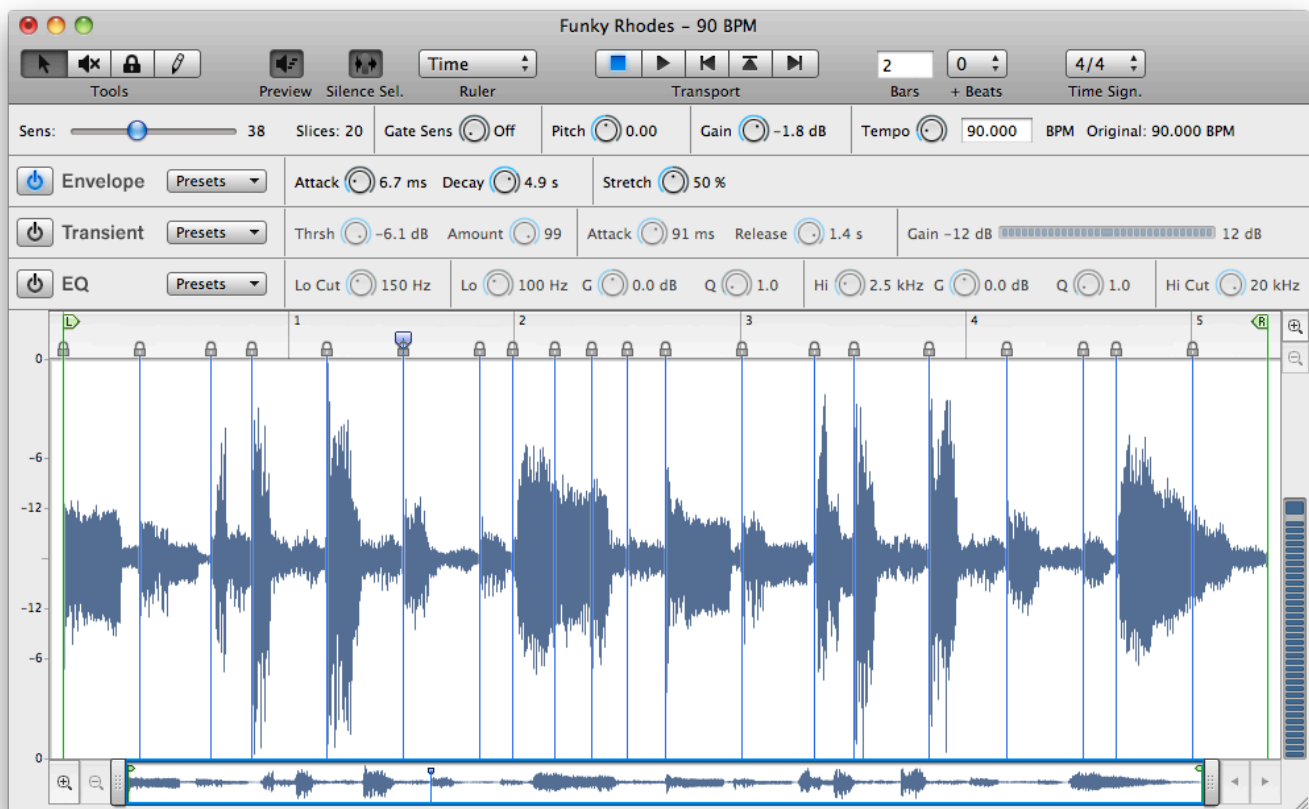 Funky Rhodes – 90 BPM
Time 2 0 4/4
Tools Preview Silence Sel. Ruler Transport Bars + Beats Time Sign.
Sens: 38 Slices: 20 Gate Sens Off Pitch 0.00 Gain -1.8 dB Tempo 90.000 BPM Original: 90.000 BPM
Envelope Presets Attack 6.7 ms Decay 4.9 s Stretch 50 %
Transient Presets Thrsh -6.1 dB Amount 99 Attack 91 ms Release 1.4 s Gain -12 dB 12 dB
EQ Presets Lo Cut 150 Hz Lo 100 Hz G 0.0 dB Q 1.0 Hi 2.5 kHz G 0.0 dB Q 1.0 Hi Cut 20 kHz
L 1 2 3 4 5 R
0
-6
-12
-12
-6
0